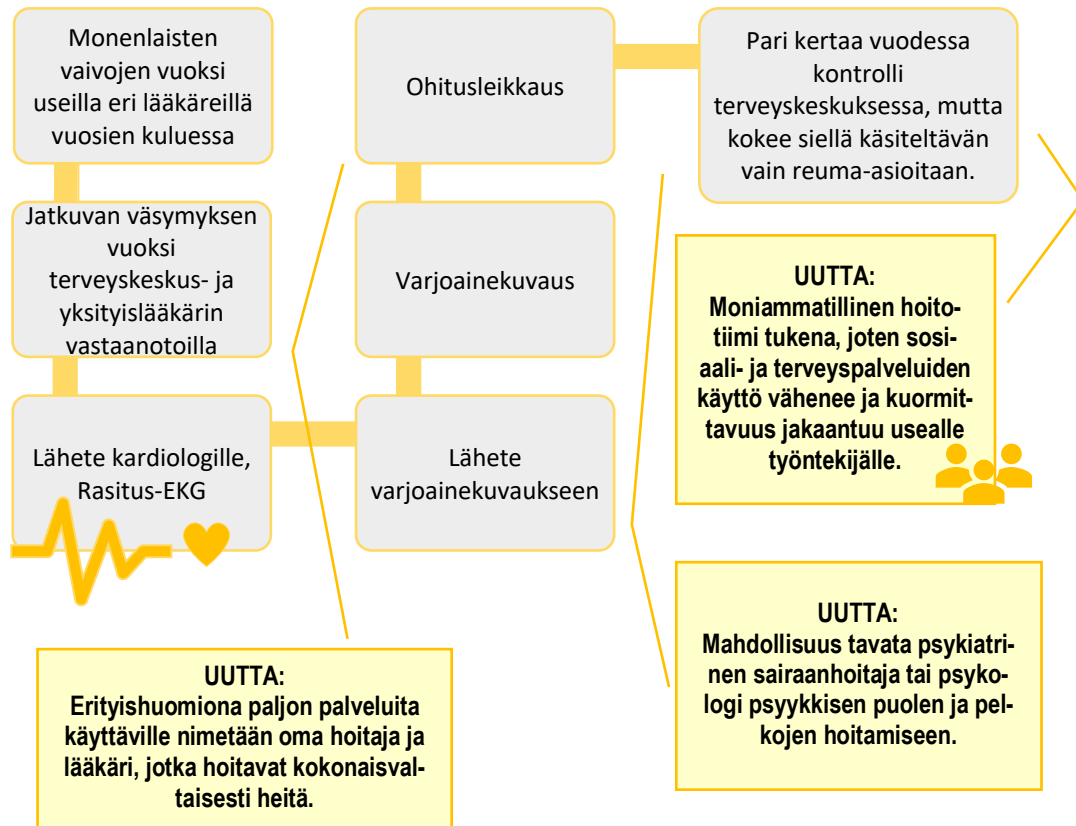 Monenlaisten
vaivojen vuoksi
useilla eri lääkäreillä
vuosien kuluessa
Jatkuvan väsymyksen
vuoksi
terveyskeskus- ja
yksityislääkärin
vastaanotoilla
Lähete kardiologille,
Rasitus-EKG
Lähete
varjoainekuvaukseen
Varjoainekuvaus
Ohitusleikkaus
Pari kertaa vuodessa
kontrolli
terveyskeskuksessa, mutta
kokee siellä käsiteltävän
vain reuma-asioitaan.
UUTTA:
Moniammatillinen hoito-
tiimi tukena, joten sosi-
aali- ja terveyspalveluiden
käyttö vähenee ja kuormit-
tavuus jakaantuu usealle
työntekijälle.
UUTTA:
Mahdollisuus tavata psykiatri-
nen sairaanhoitaja tai psyko-
logi psyykkisen puolen ja pel-
kojen hoitamiseen.
UUTTA:
Erityishuomiona paljon palveluita
käyttäville nimetään oma hoitaja ja
lääkäri, jotka hoitavat kokonaisval-
taisesti heitä.